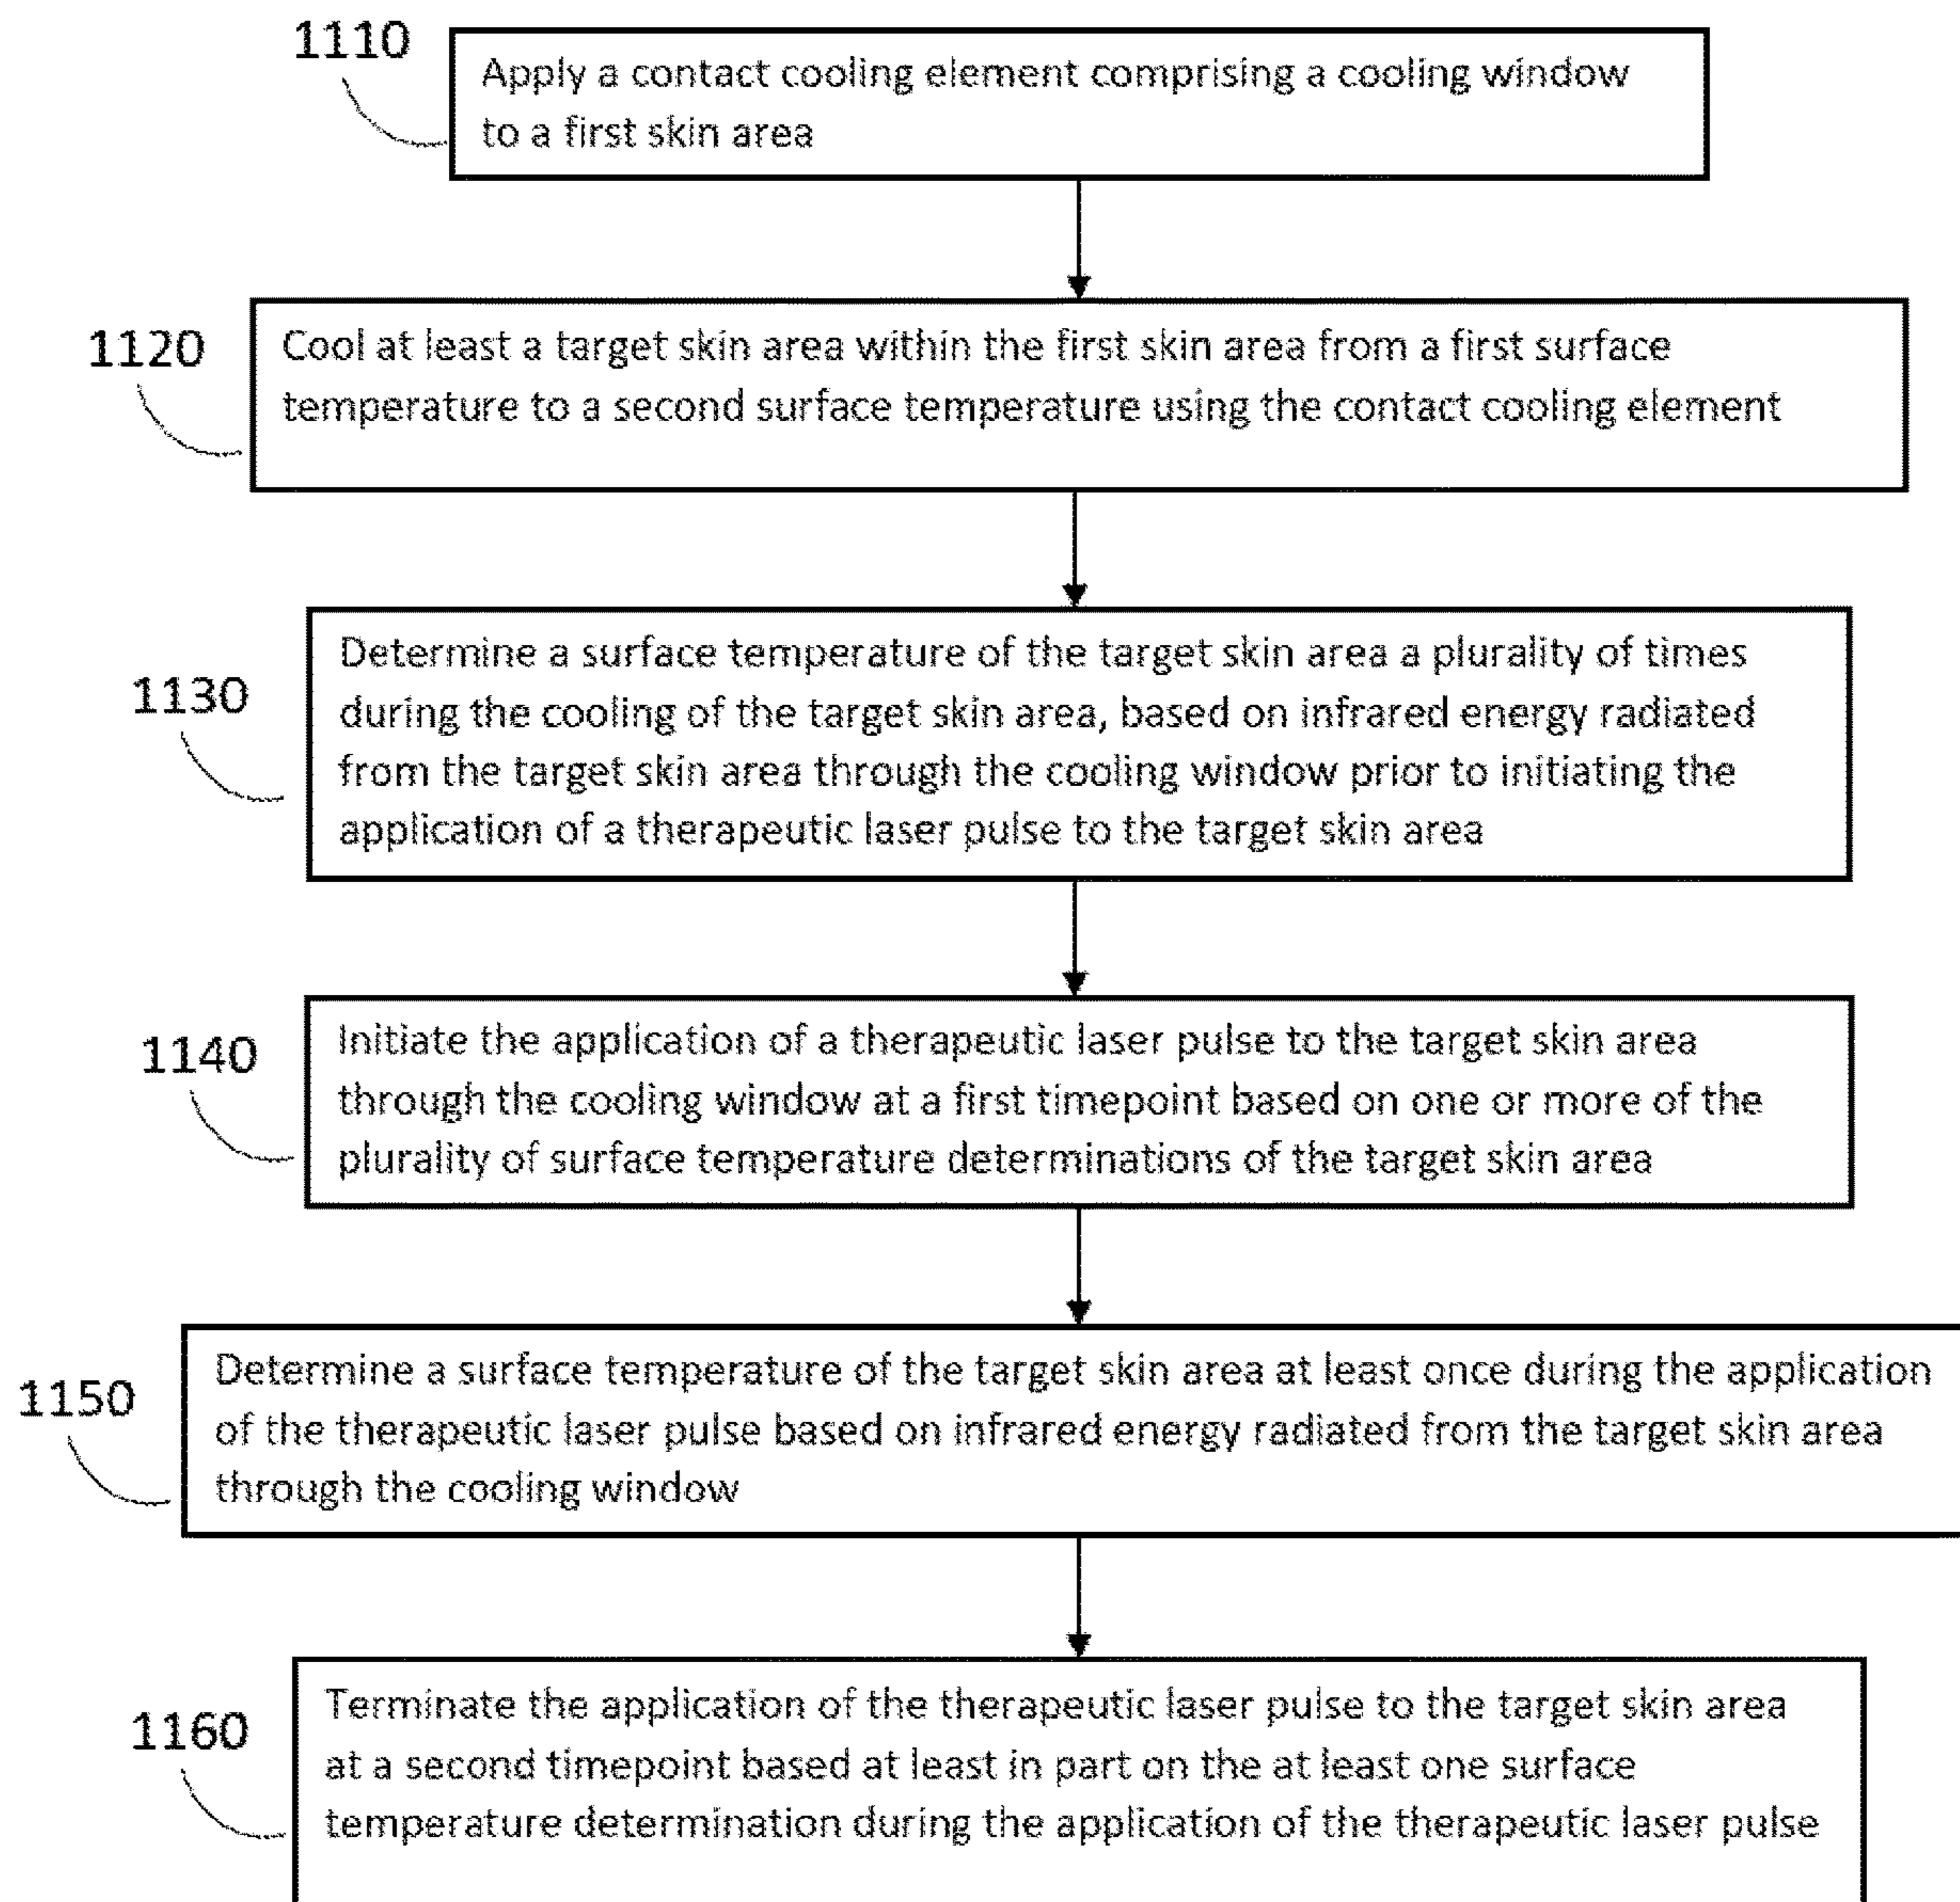 1110
Apply a contact cooling element comprising a cooling window
to a first skin area
1120
Cool at least a target skin area within the first skin area from a first surface
temperature to a second surface temperature using the contact cooling element
1130
Determine a surface temperature of the target skin area a plurality of times
during the cooling of the target skin area, based on infrared energy radiated
from the target skin area through the cooling window prior to initiating the
application of a therapeutic laser pulse to the target skin area
1140
Initiate the application of a therapeutic laser pulse to the target skin area
through the cooling window at a first timepoint based on one or more of the
plurality of surface temperature determinations of the target skin area
1150
Determine a surface temperature of the target skin area at least once during the application
of the therapeutic laser pulse based on infrared energy radiated from the target skin area
through the cooling window
1160
Terminate the application of the therapeutic laser pulse to the target skin area
at a second timepoint based at least in part on the at least one surface
temperature determination during the application of the therapeutic laser pulse